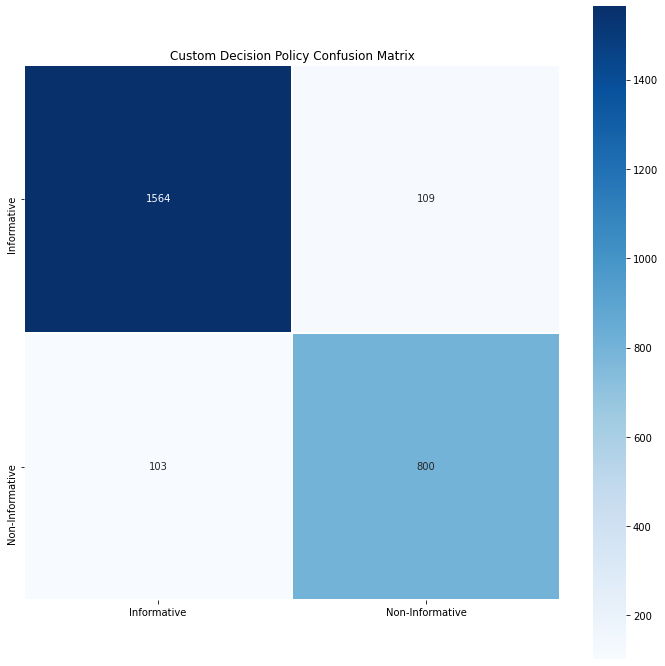 Custom Decision Policy Confusion Matrix
Informative
Non-Informative
1564
109
103
800
Informative
Non-Informative
1400
1200
1000
800
600
400
200